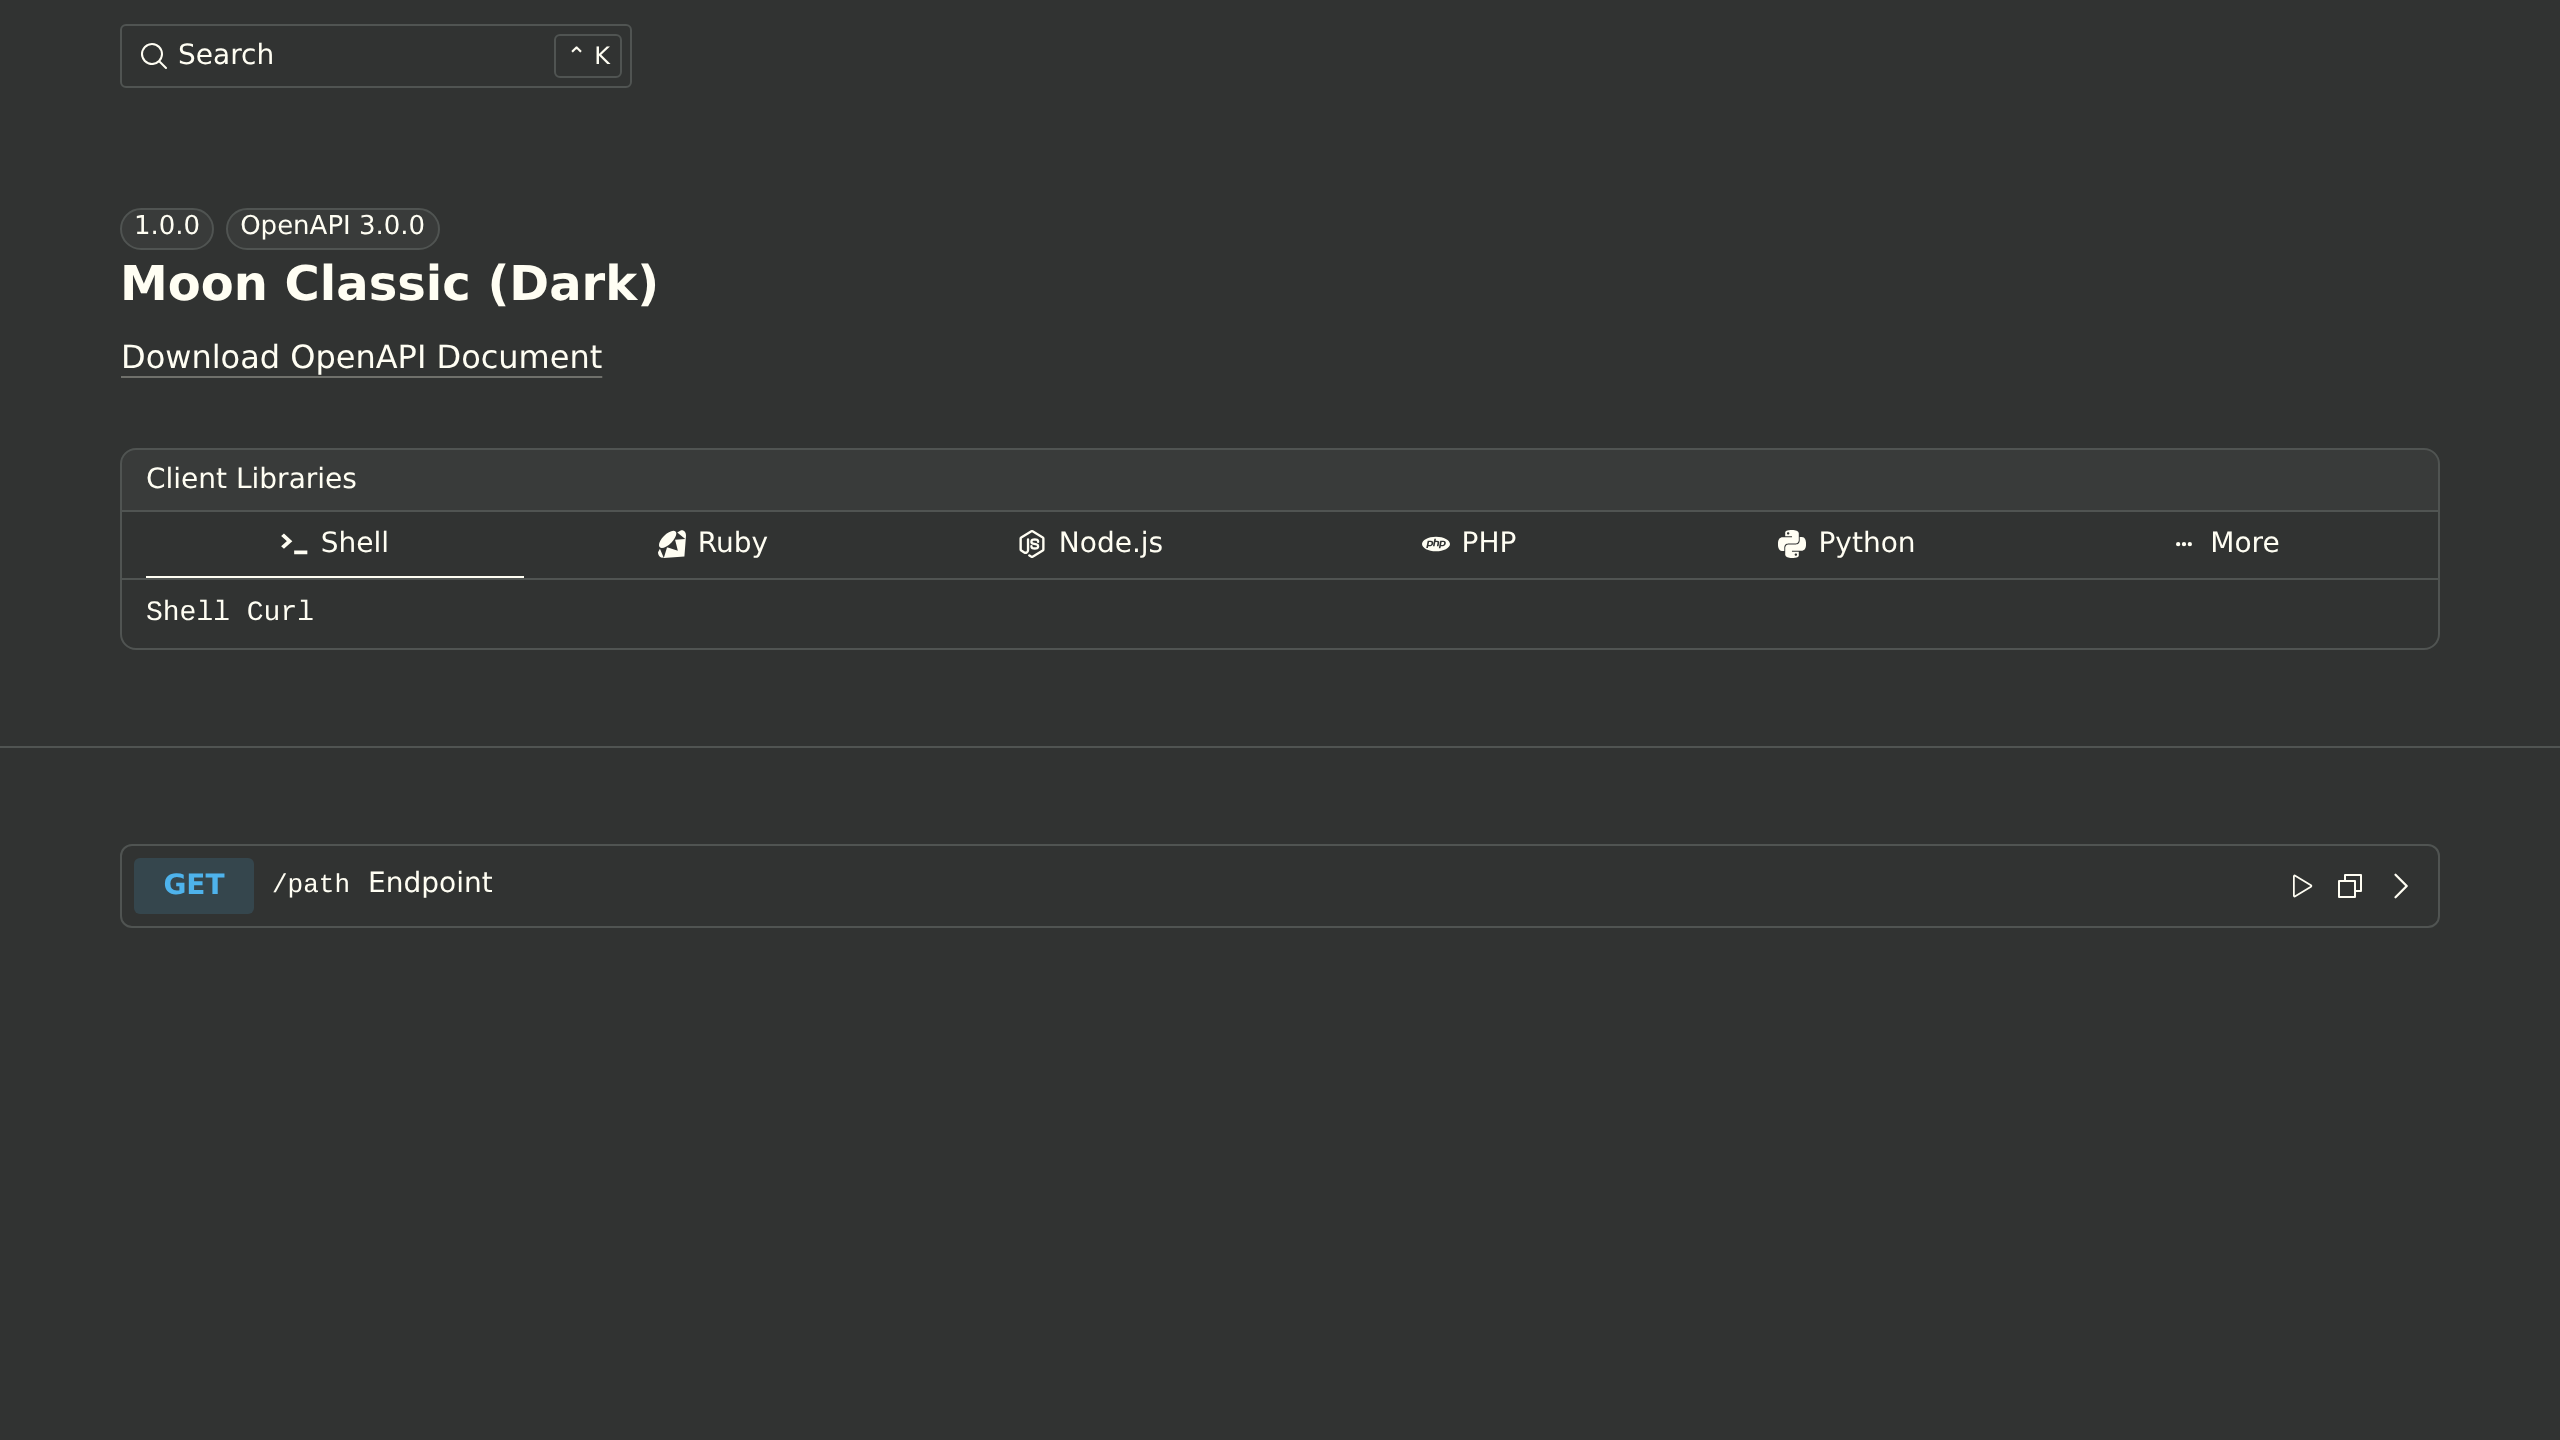 Search ⌃ K
1.0.0 OpenAPI 3.0.0
Moon Classic (Dark)
Download OpenAPI Document
Client Libraries
Shell Ruby Node.js PHP Python More
Shell Curl
GET /path Endpoint